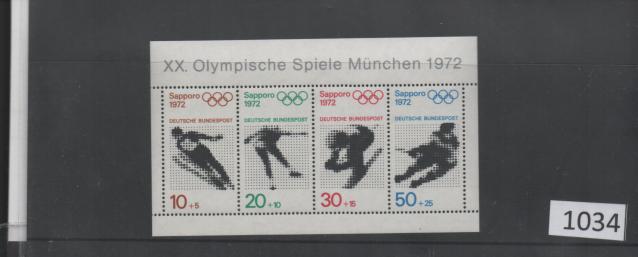 XX. Olympische Spiele München 1972
Sapporo
1972
DEUTSCHE BUNDESPOST
10+5
Sapporo
1972
DEUTSCHE BUNDESPOST
20+10
Sapporo
1972
DEUTSCHE BUNDESPOST
30+15
Sapporo
1972
DEUTSCHE BUNDESPOST
50+25
1034